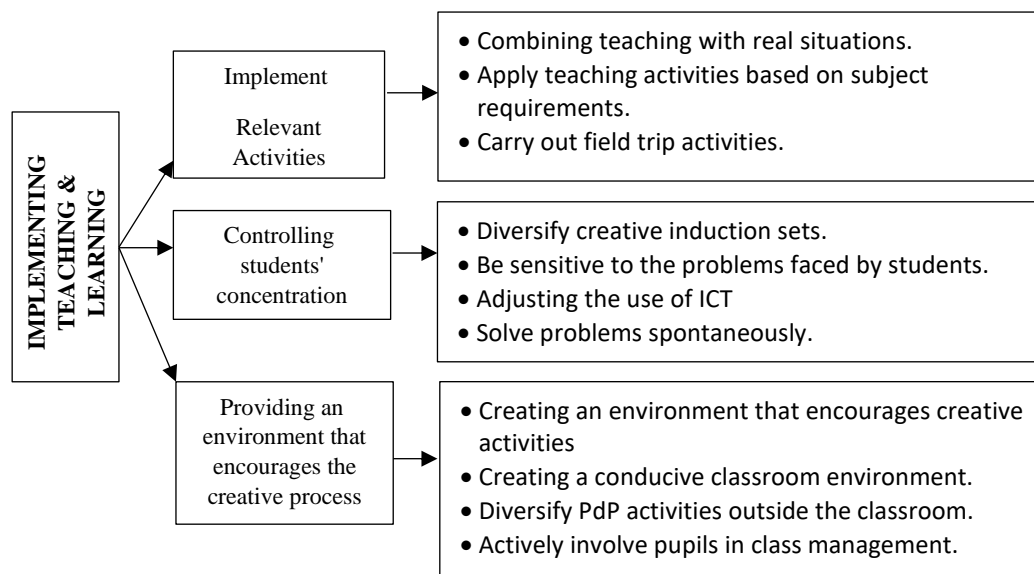 IMPLEMENTING
TEACHING &
LEARNING
Implement
Relevant
Activities
• Combining teaching with real situations.
• Apply teaching activities based on subject
requirements.
• Carry out field trip activities.
Controlling
students'
concentration
• Diversify creative induction sets.
• Be sensitive to the problems faced by students.
• Adjusting the use of ICT
• Solve problems spontaneously.
Providing an
environment that
encourages the
creative process
• Creating an environment that encourages creative
activities
• Creating a conducive classroom environment.
• Diversify PdP activities outside the classroom.
• Actively involve pupils in class management.